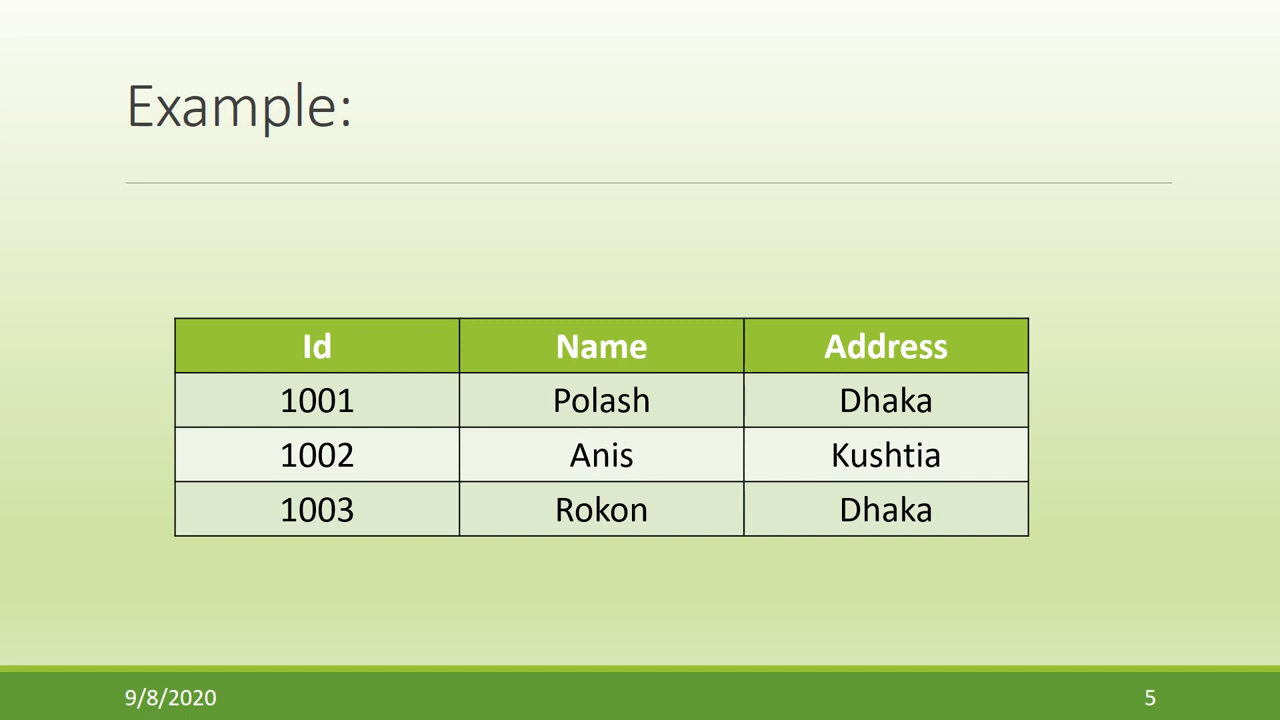 Example:
Id Name Address
1001 Polash Dhaka
1002 Anis Kushtia
1003 Rokon Dhaka
9/8/2020 5